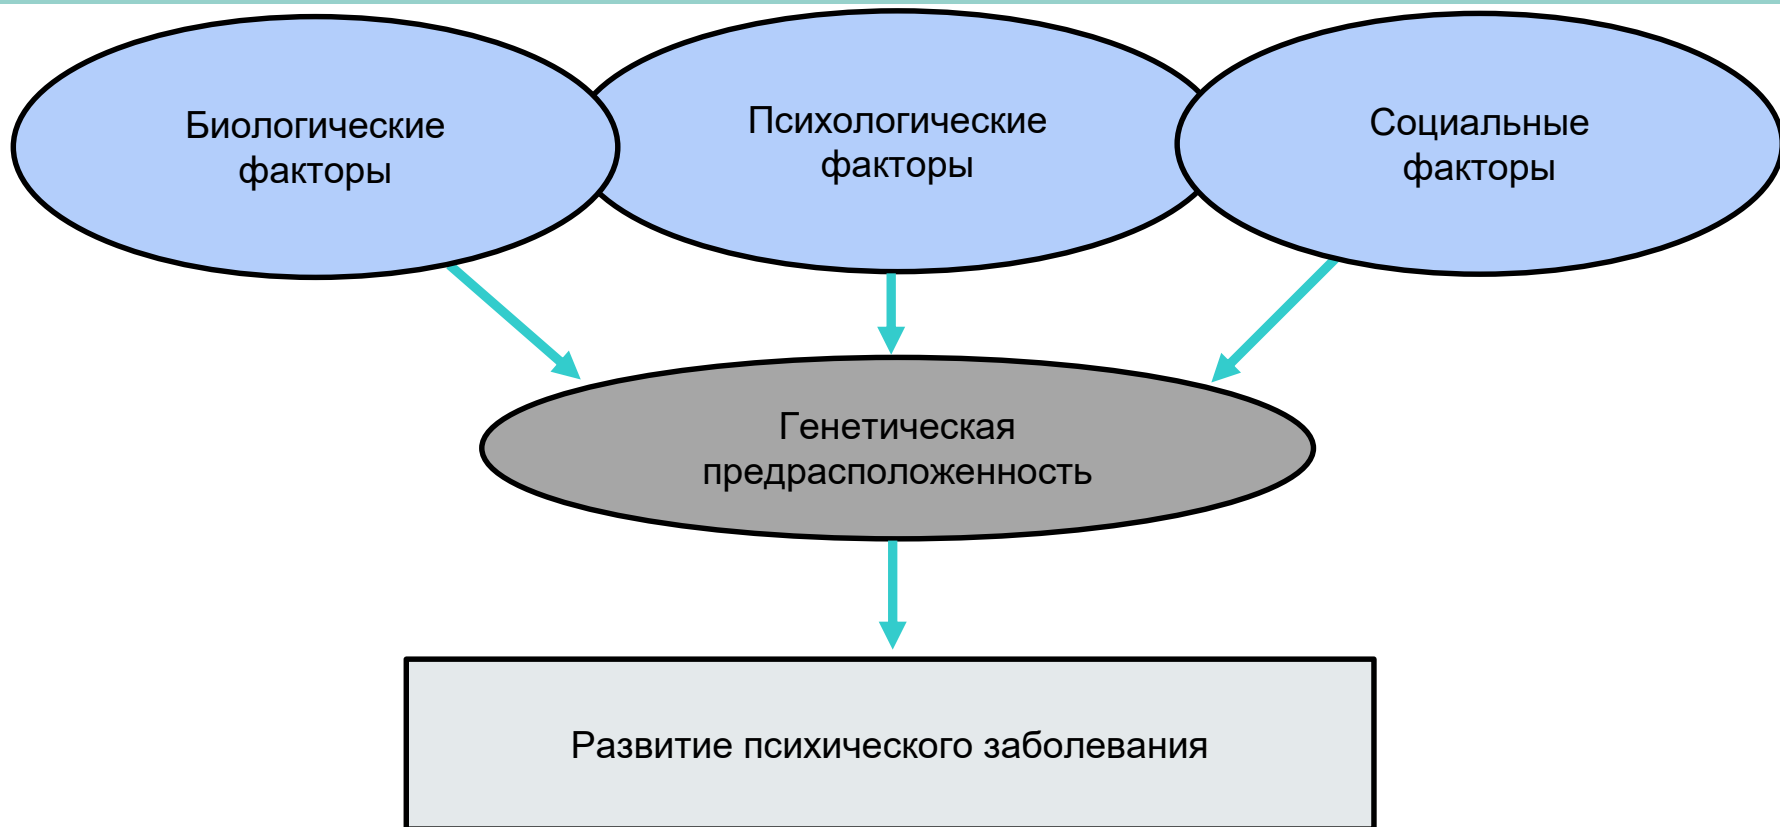 Биологические
факторы
Психологические
факторы
Социальные
факторы
Генетическая
предрасположенность
Развитие психического заболевания